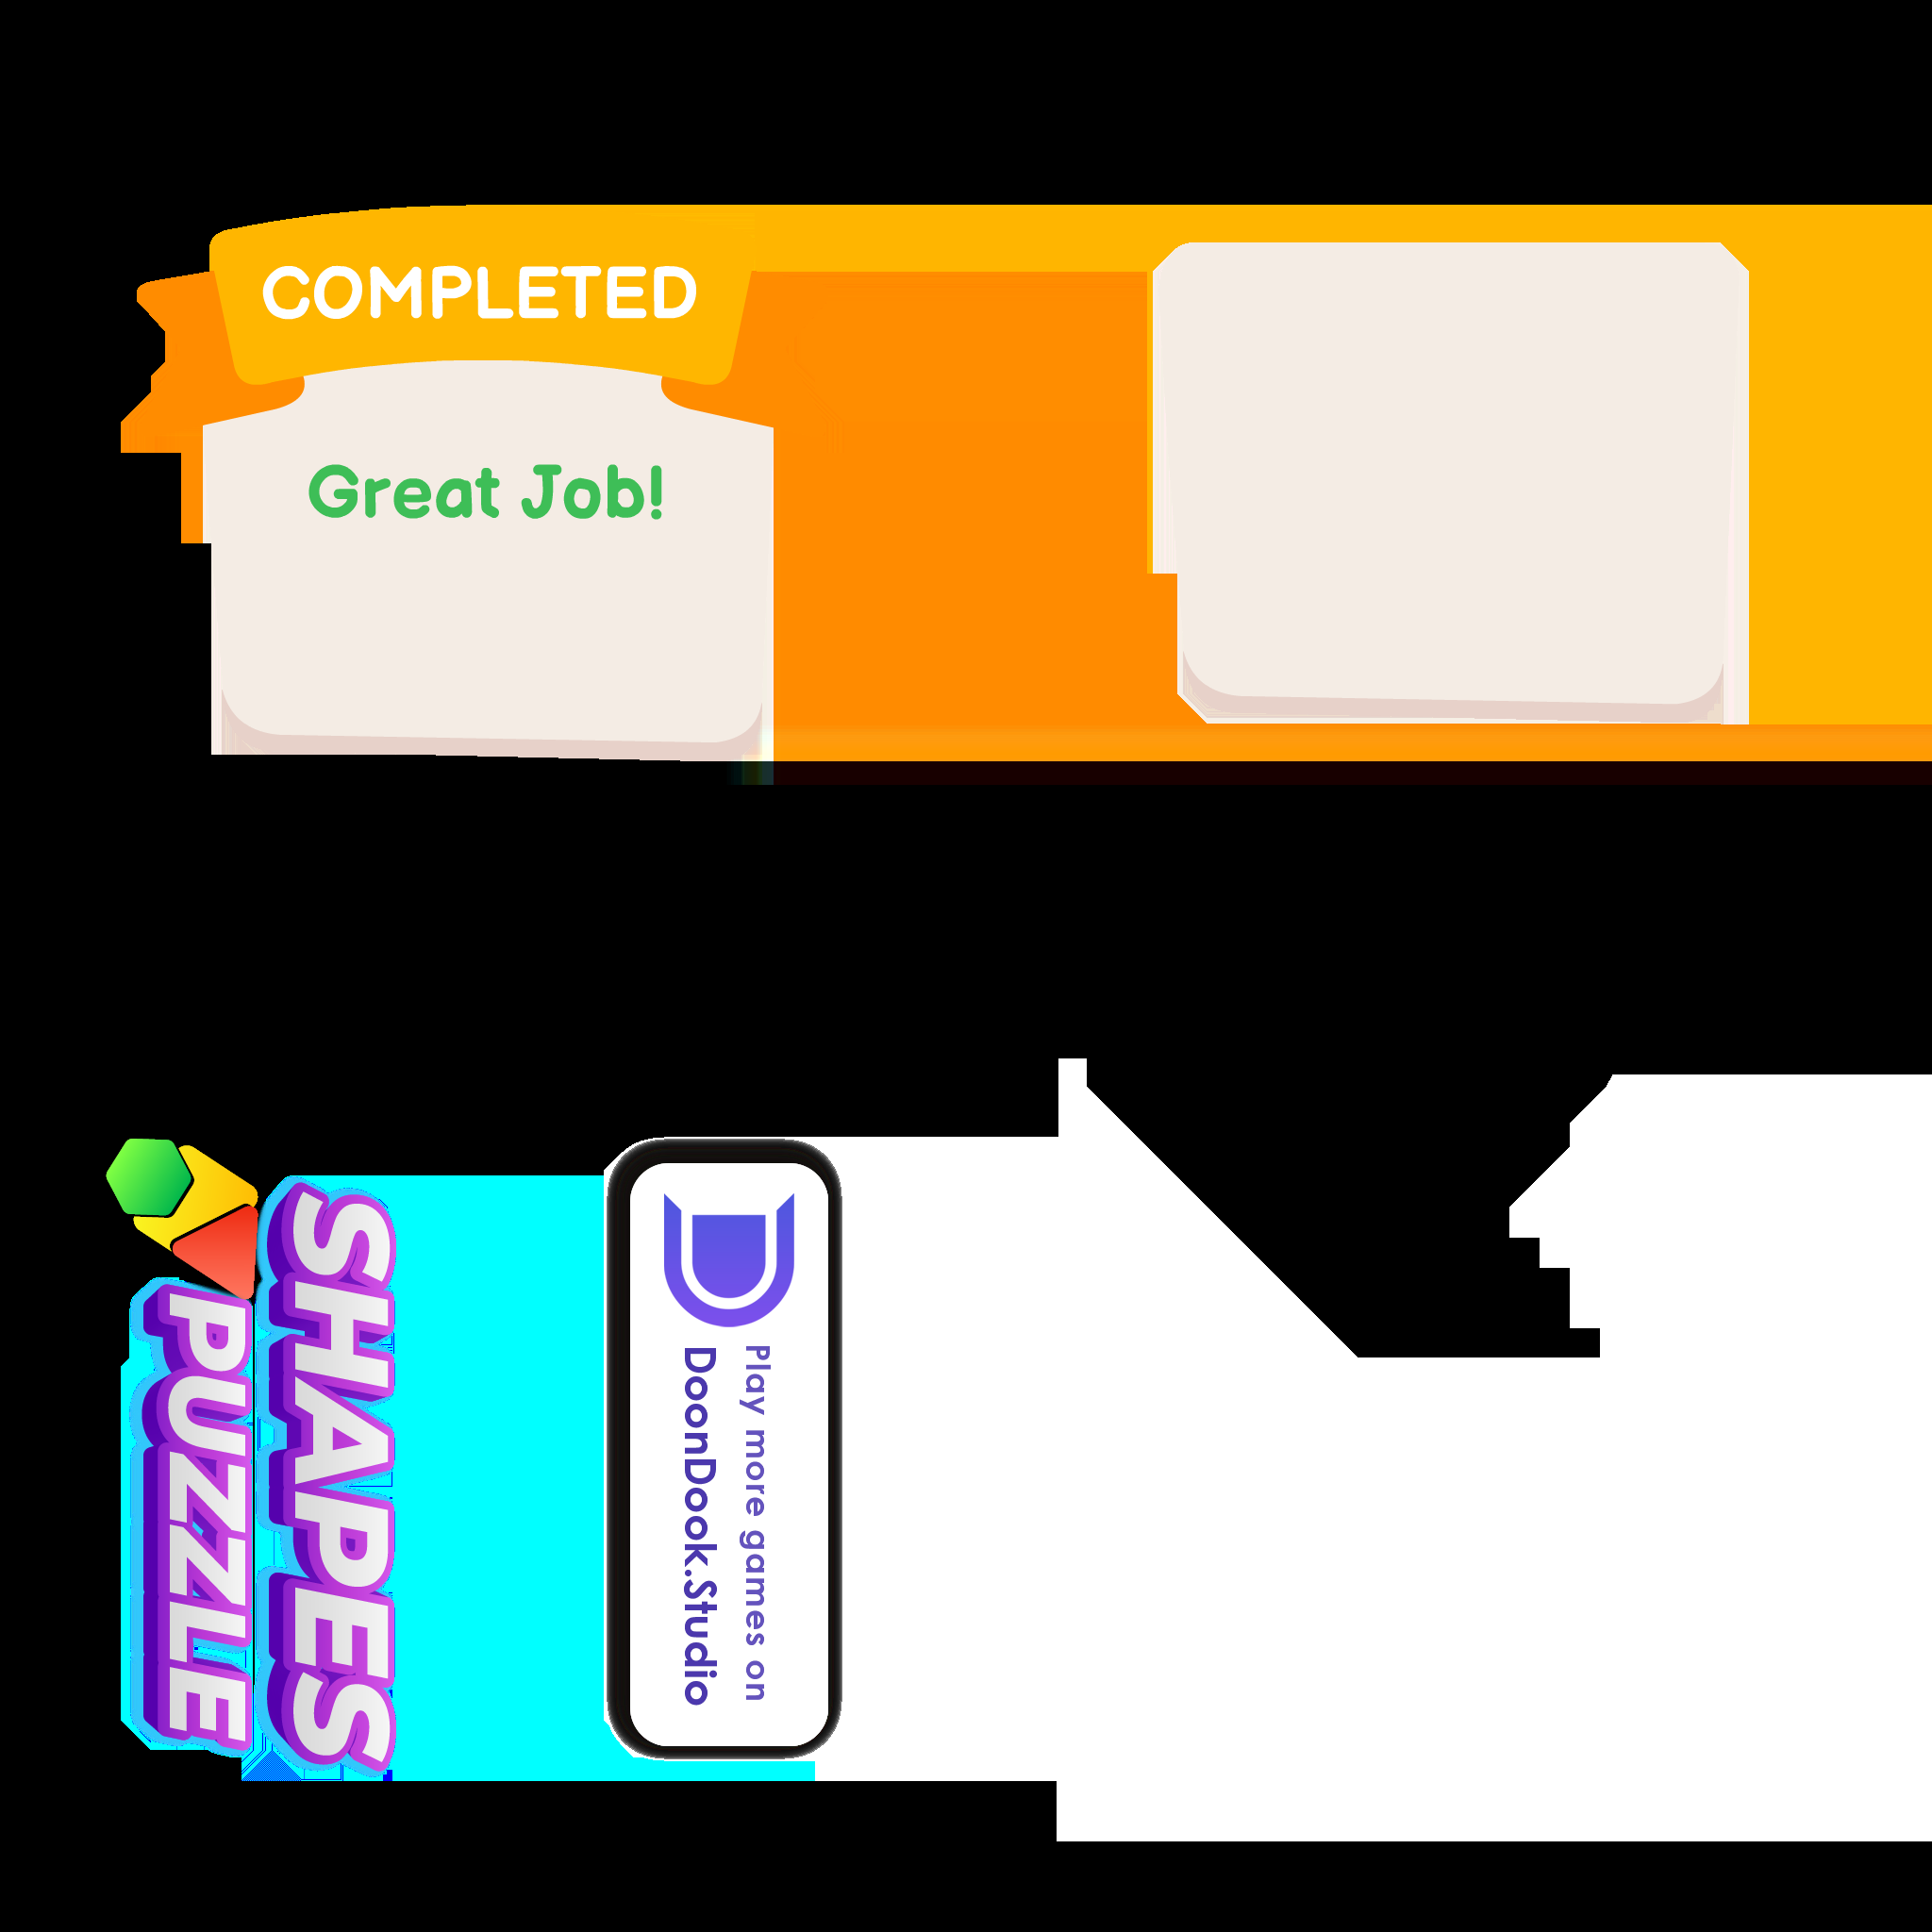 COMPLETED
Great Job!
SHAPES
PUZZLE
Play more games on
DoonDook.Studio